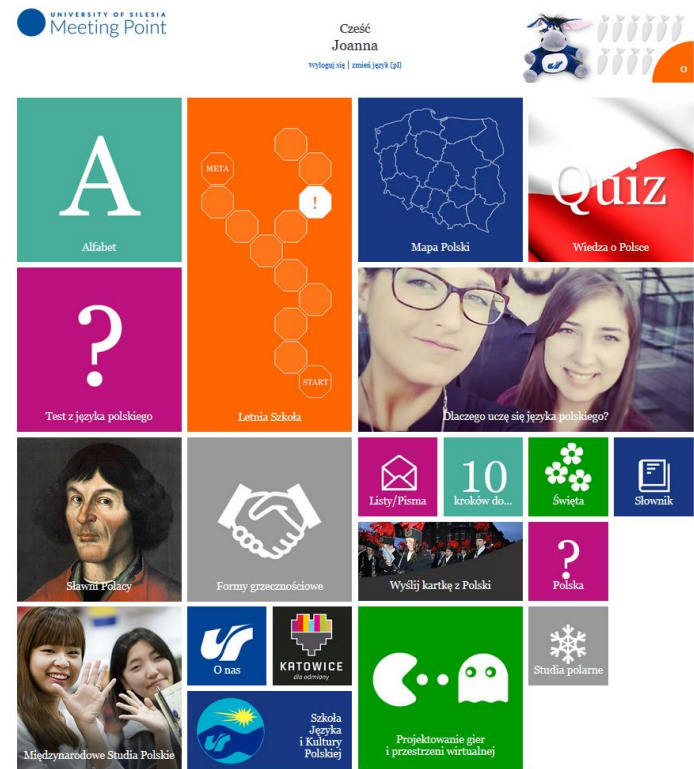 UNIVERSITY OF SILESIA
Meeting Point
Cześć
Joanna
Wyloguj się | zmień język [pl]
0
A
Alfabet
META
!
START
Letnia Szkoła
Mapa Polski
Quiz
Wiedza o Polsce
?
Test z języka polskiego
Dlaczego uczę się języka polskiego?
Sławni Polacy
Formy grzecznościowe
Listy/Pisma
10
kroków do...
Święta
Słownik
Wyślij kartkę z Polski
?
Polska
Międzynarodowe Studia Polskie
O nas
KATOWICE
dla odmiany
Szkoła
Języka
i Kultury
Polskiej
Projektowanie gier
i przestrzeni wirtualnej
Studia polarne